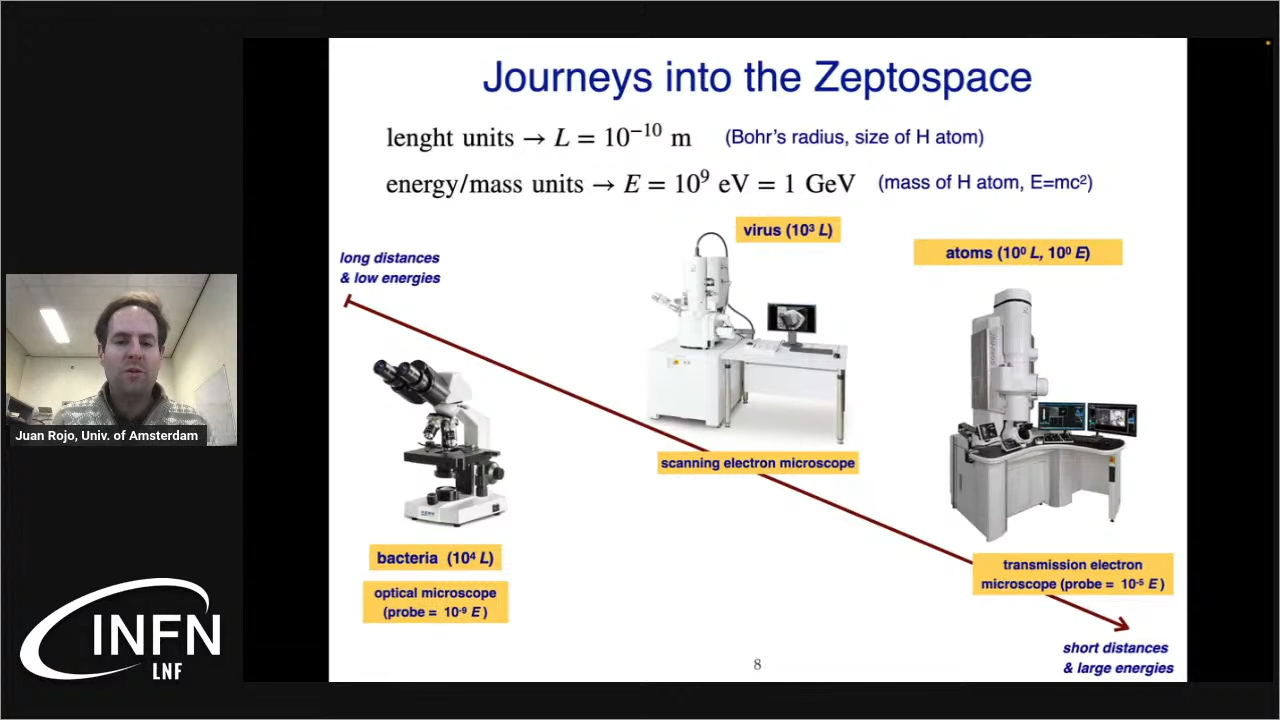 Journeys into the Zeptospace
lenght units → L = 10⁻¹⁰ m (Bohr's radius, size of H atom)
energy/mass units → E = 10⁹ eV = 1 GeV (mass of H atom, E=mc²)
virus (10³ L)
atoms (10⁰ L, 10⁰ E)
long distances
& low energies
Juan Rojo, Univ. of Amsterdam
scanning electron microscope
bacteria (10⁴ L)
optical microscope
(probe = 10⁻⁹ E )
transmission electron
microscope (probe = 10⁻⁵ E )
short distances
& large energies
8
INFN
LNF